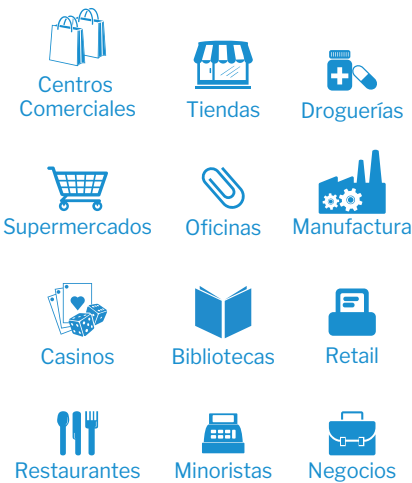 Centros
Comerciales
Tiendas
Droguerías
Supermercados
Oficinas
Manufactura
Casinos
Bibliotecas
Retail
Restaurantes
Minoristas
Negocios